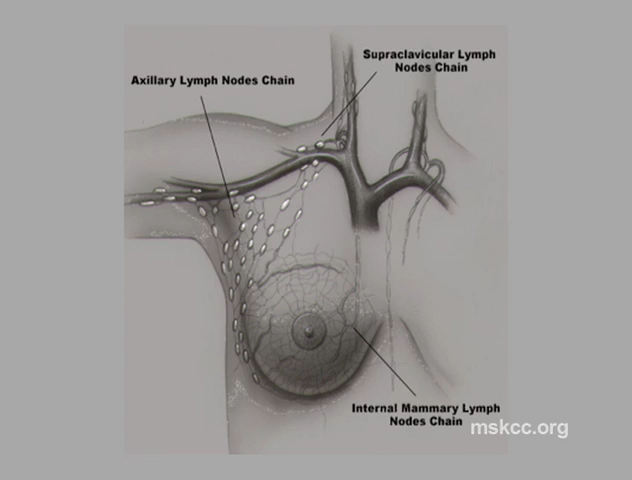 Supraclavicular Lymph
Nodes Chain
Axillary Lymph Nodes Chain
Internal Mammary Lymph
Nodes Chain
mskcc.org